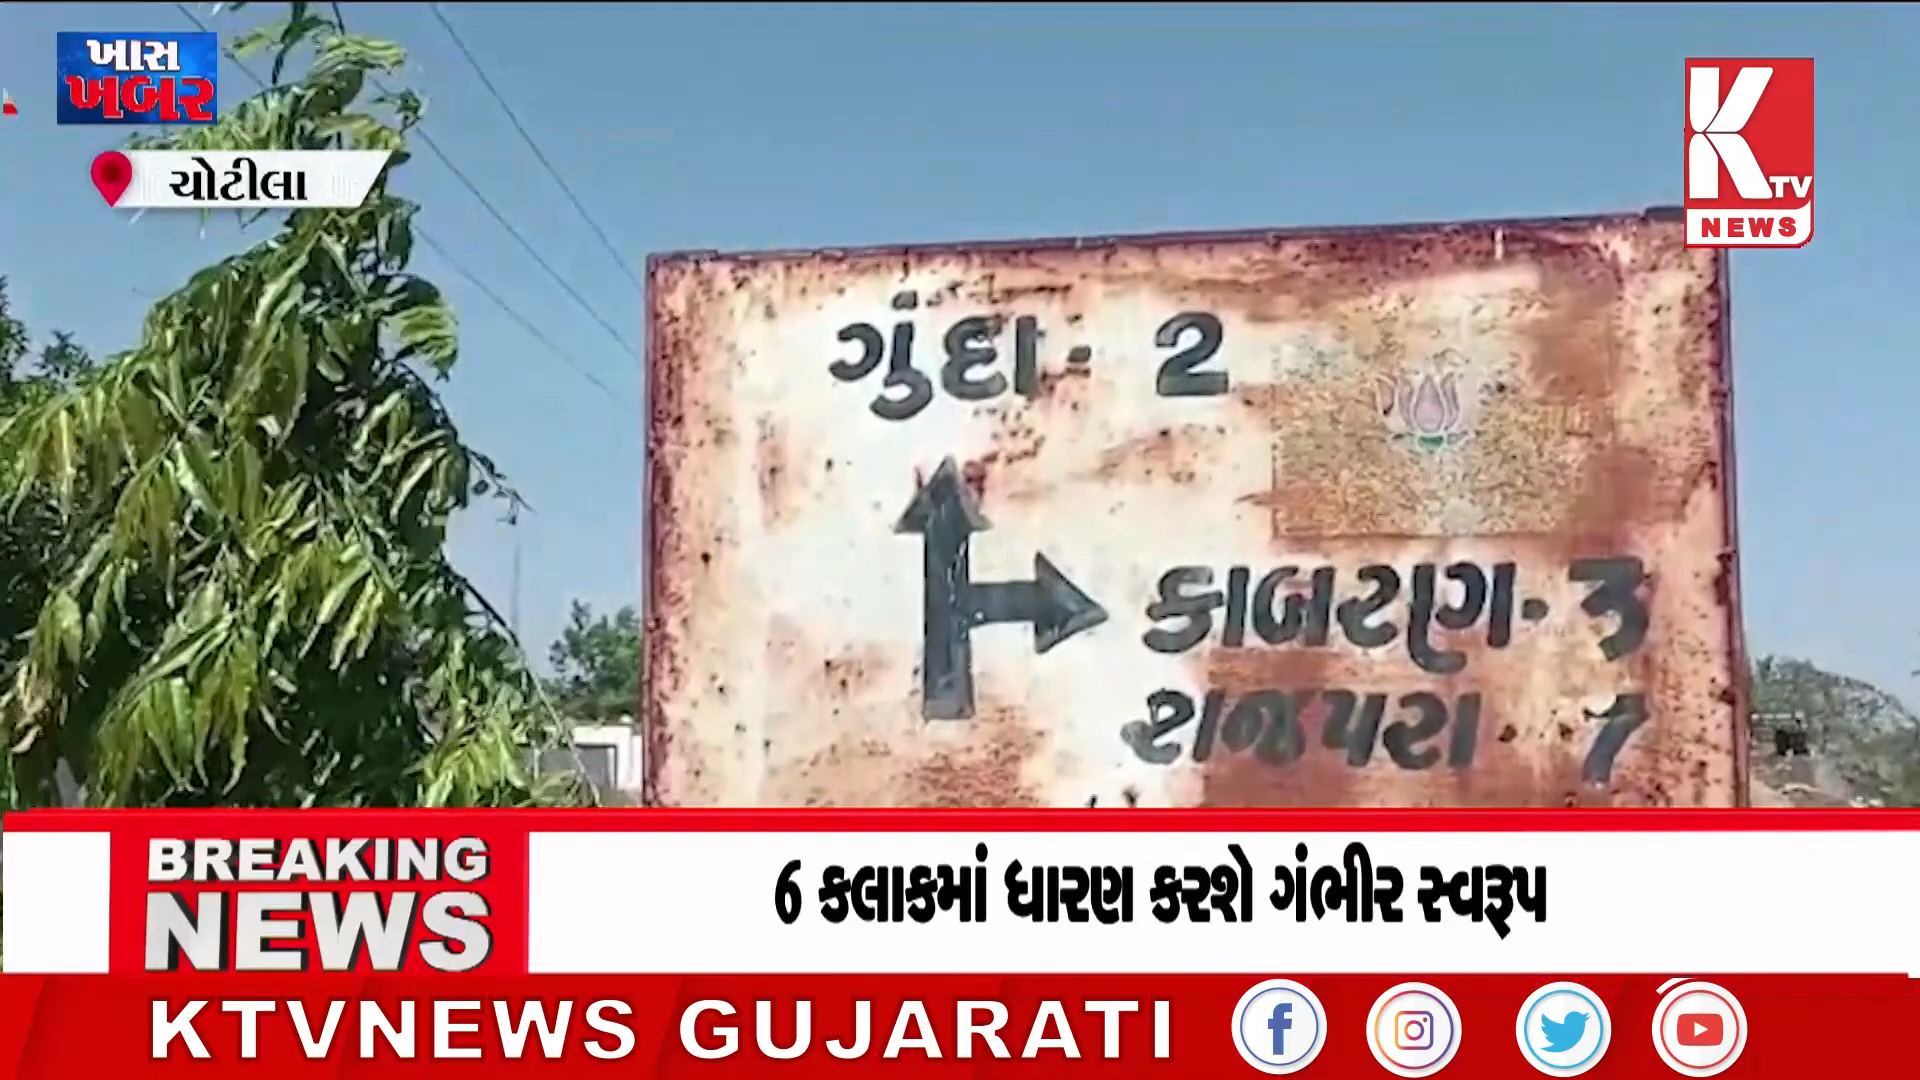 ખાસ
ખબર
ચોટીલા
K TV
NEWS
ગુંદા - 2
કાબરણ - 3
રાજપરા - 7
BREAKING
NEWS
6 કલાકમાં ધારણ કરશે ગંભીર સ્વરૂપ
KTVNEWS GUJARATI